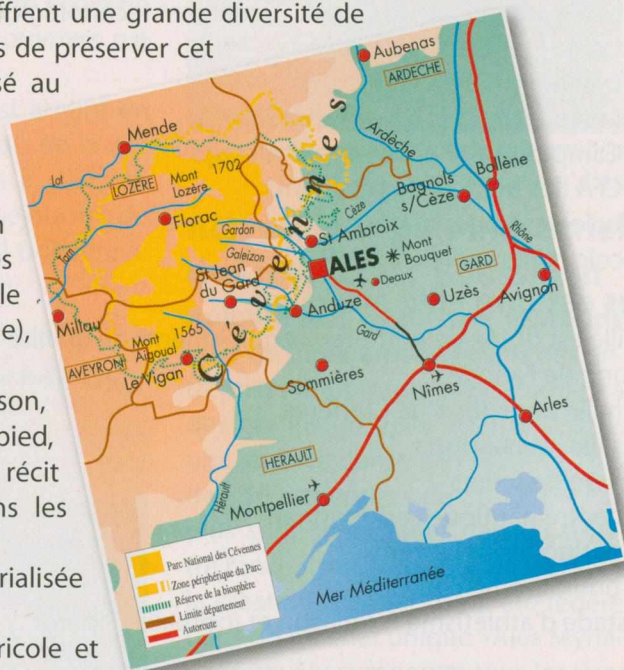 ffrent une grande diversité de
s de préserver cet
sé au
n
s
le
e),
son,
pied,
récit
ns les
rialisée
ricole et
Aubenas
ARDECHE
Ardèche
Mende
Lot
LOZERE
Mont
Lozère
1702
Florac
Tarn
Cévennes
Cèze
Bagnols
s/Cèze
Bollène
Rhône
Gardon
Galeizon
St Ambroix
ALES
Mont
Bouquet
Deaux
GARD
St Jean
du Gard
Anduze
Gard
Uzès
Avignon
Millau
Mont
Aigoual
1565
AVEYRON
Le Vigan
Sommières
Nîmes
Arles
HERAULT
Hérault
Montpellier
Mer Méditerranée
Parc National des Cévennes
Zone périphérique du Parc
Réserve de la biosphère
Limite département
Autoroute